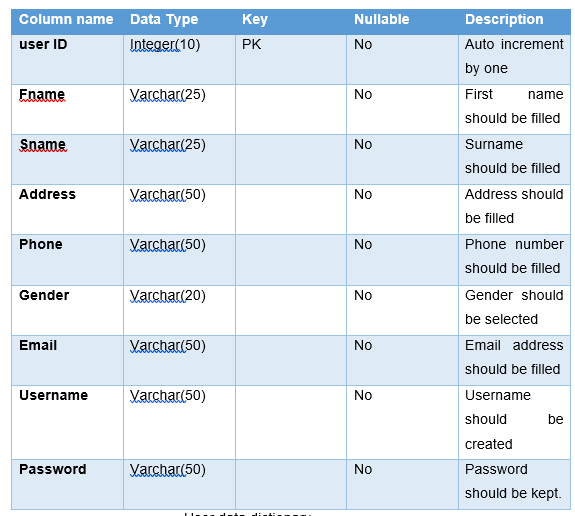 Column name Data Type Key Nullable Description
user ID Integer(10) PK No Auto increment
by one
Fname Varchar(25) No First name
should be filled
Sname Varchar(25) No Surname
should be filled
Address Varchar(50) No Address should
be filled
Phone Varchar(50) No Phone number
should be filled
Gender Varchar(20) No Gender should
be selected
Email Varchar(50) No Email address
should be filled
Username Varchar(50) No Username
should be
created
Password Varchar(50) No Password
should be kept.
User data dictionary